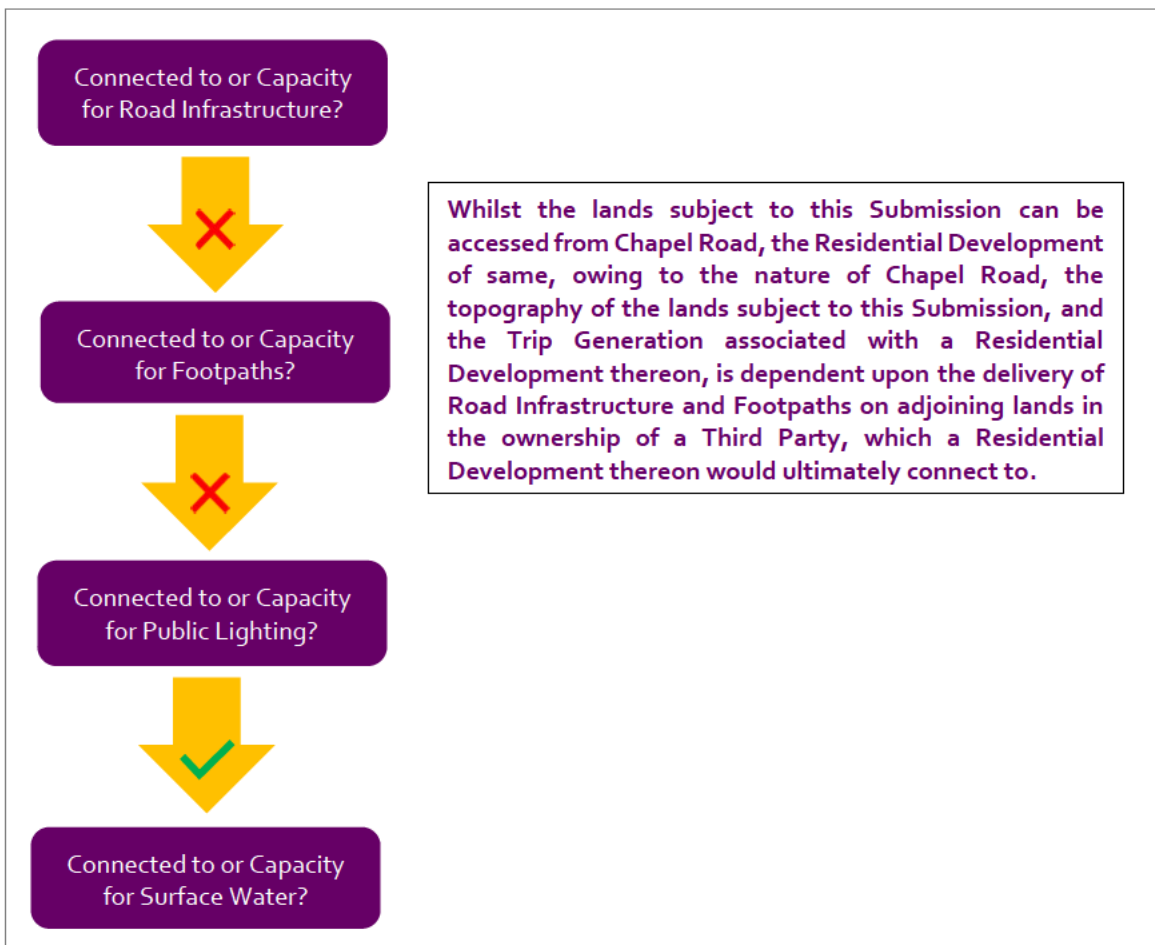 Connected to or Capacity
for Road Infrastructure?
Whilst the lands subject to this Submission can be
accessed from Chapel Road, the Residential Development
of same, owing to the nature of Chapel Road, the
topography of the lands subject to this Submission, and
the Trip Generation associated with a Residential
Development thereon, is dependent upon the delivery of
Road Infrastructure and Footpaths on adjoining lands in
the ownership of a Third Party, which a Residential
Development thereon would ultimately connect to.
Connected to or Capacity
for Footpaths?
Connected to or Capacity
for Public Lighting?
Connected to or Capacity
for Surface Water?